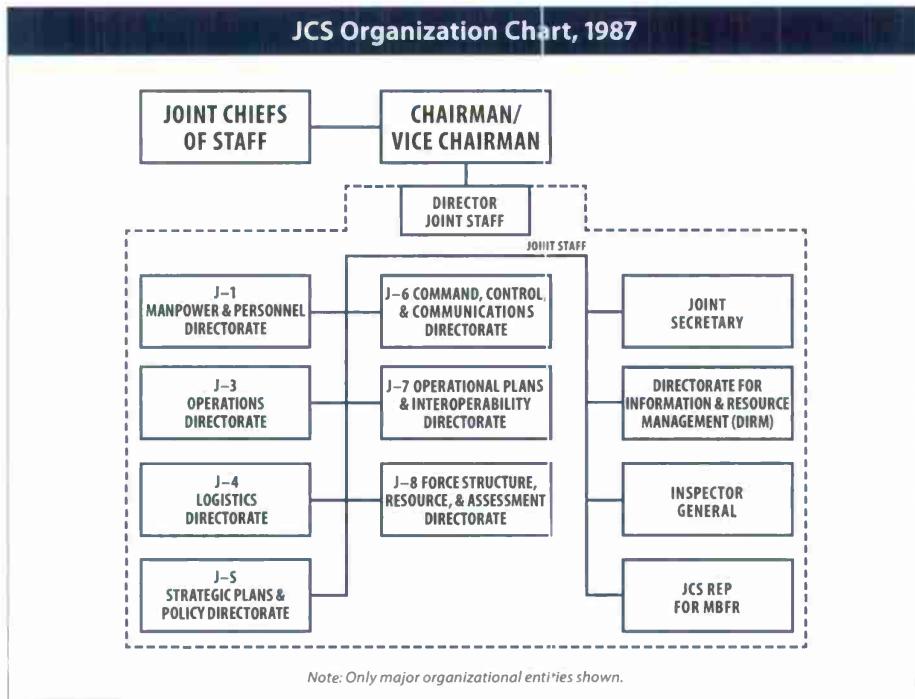 JCS Organization Chart, 1987
JOINT CHIEFS
OF STAFF
CHAIRMAN/
VICE CHAIRMAN
DIRECTOR
JOINT STAFF
JOINT STAFF
J–1
MANPOWER & PERSONNEL
DIRECTORATE
J–6 COMMAND, CONTROL,
& COMMUNICATIONS
DIRECTORATE
JOINT
SECRETARY
J–3
OPERATIONS
DIRECTORATE
J–7 OPERATIONAL PLANS
& INTEROPERABILITY
DIRECTORATE
DIRECTORATE FOR
INFORMATION & RESOURCE
MANAGEMENT (DIRM)
J–4
LOGISTICS
DIRECTORATE
J–8 FORCE STRUCTURE,
RESOURCE, & ASSESSMENT
DIRECTORATE
INSPECTOR
GENERAL
J–5
STRATEGIC PLANS &
POLICY DIRECTORATE
JCS REP
FOR MBFR
Note: Only major organizational entities shown.